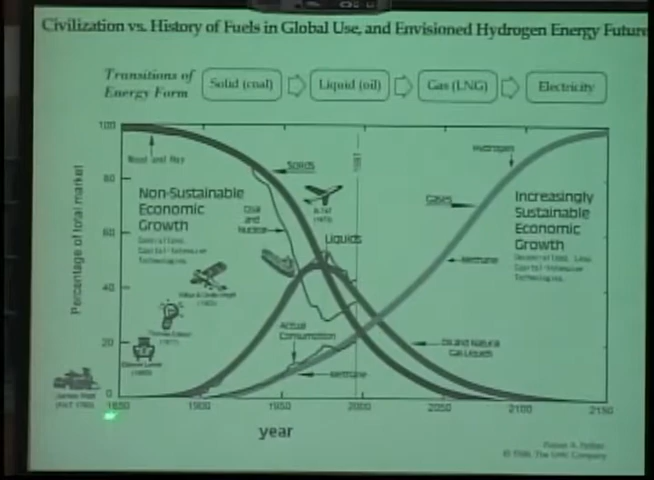 Civilization vs. History of Fuels in Global Use, and Envisioned Hydrogen Energy Future
Transitions of
Energy Form
Solid (coal)
Liquid (oil)
Gas (LNG)
Electricity
Percentage of total market
100
80
60
40
20
0
Wood and Hay
Solids
Non-Sustainable
Economic
Growth
Coal
and
Nuclear
Liquids
Actual
Consumption
Methane
Hydrogen
Gases
Methane
Increasingly
Sustainable
Economic
Growth
Oil and Natural
Gas Liquids
1850
1900
1950
2000
2050
2100
2150
year